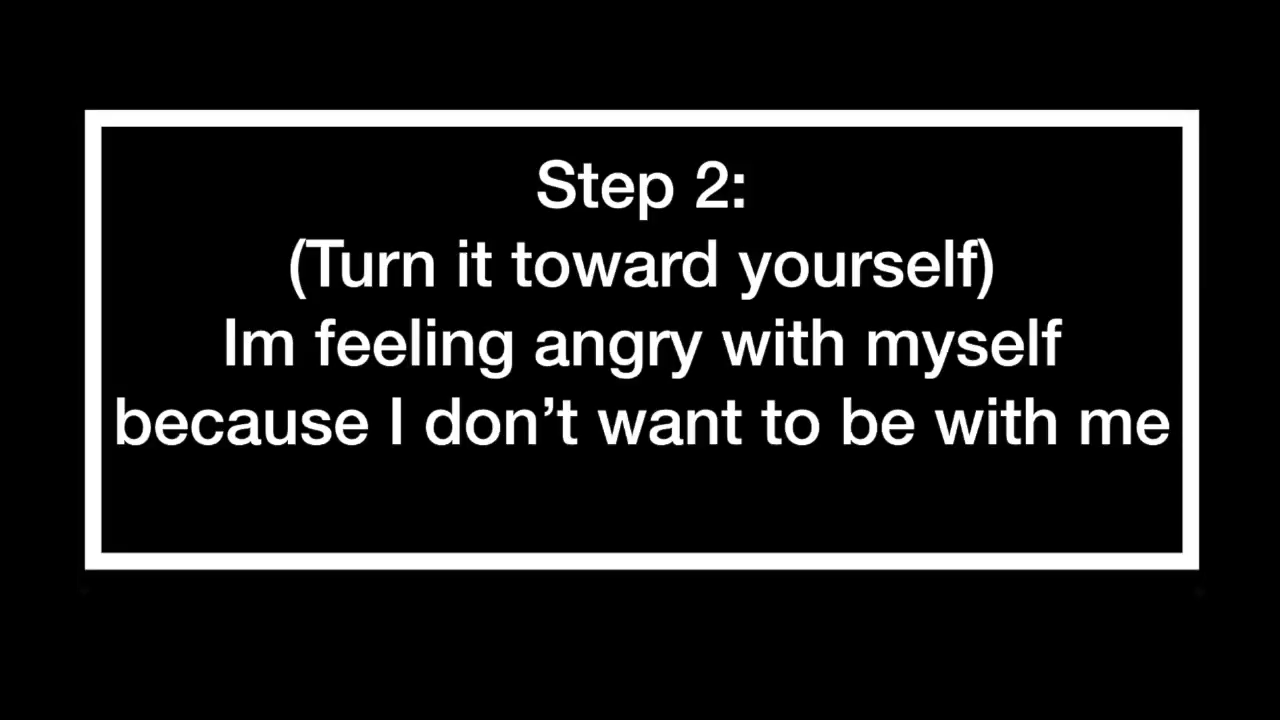 Step 2:
(Turn it toward yourself)
Im feeling angry with myself
because I don’t want to be with me